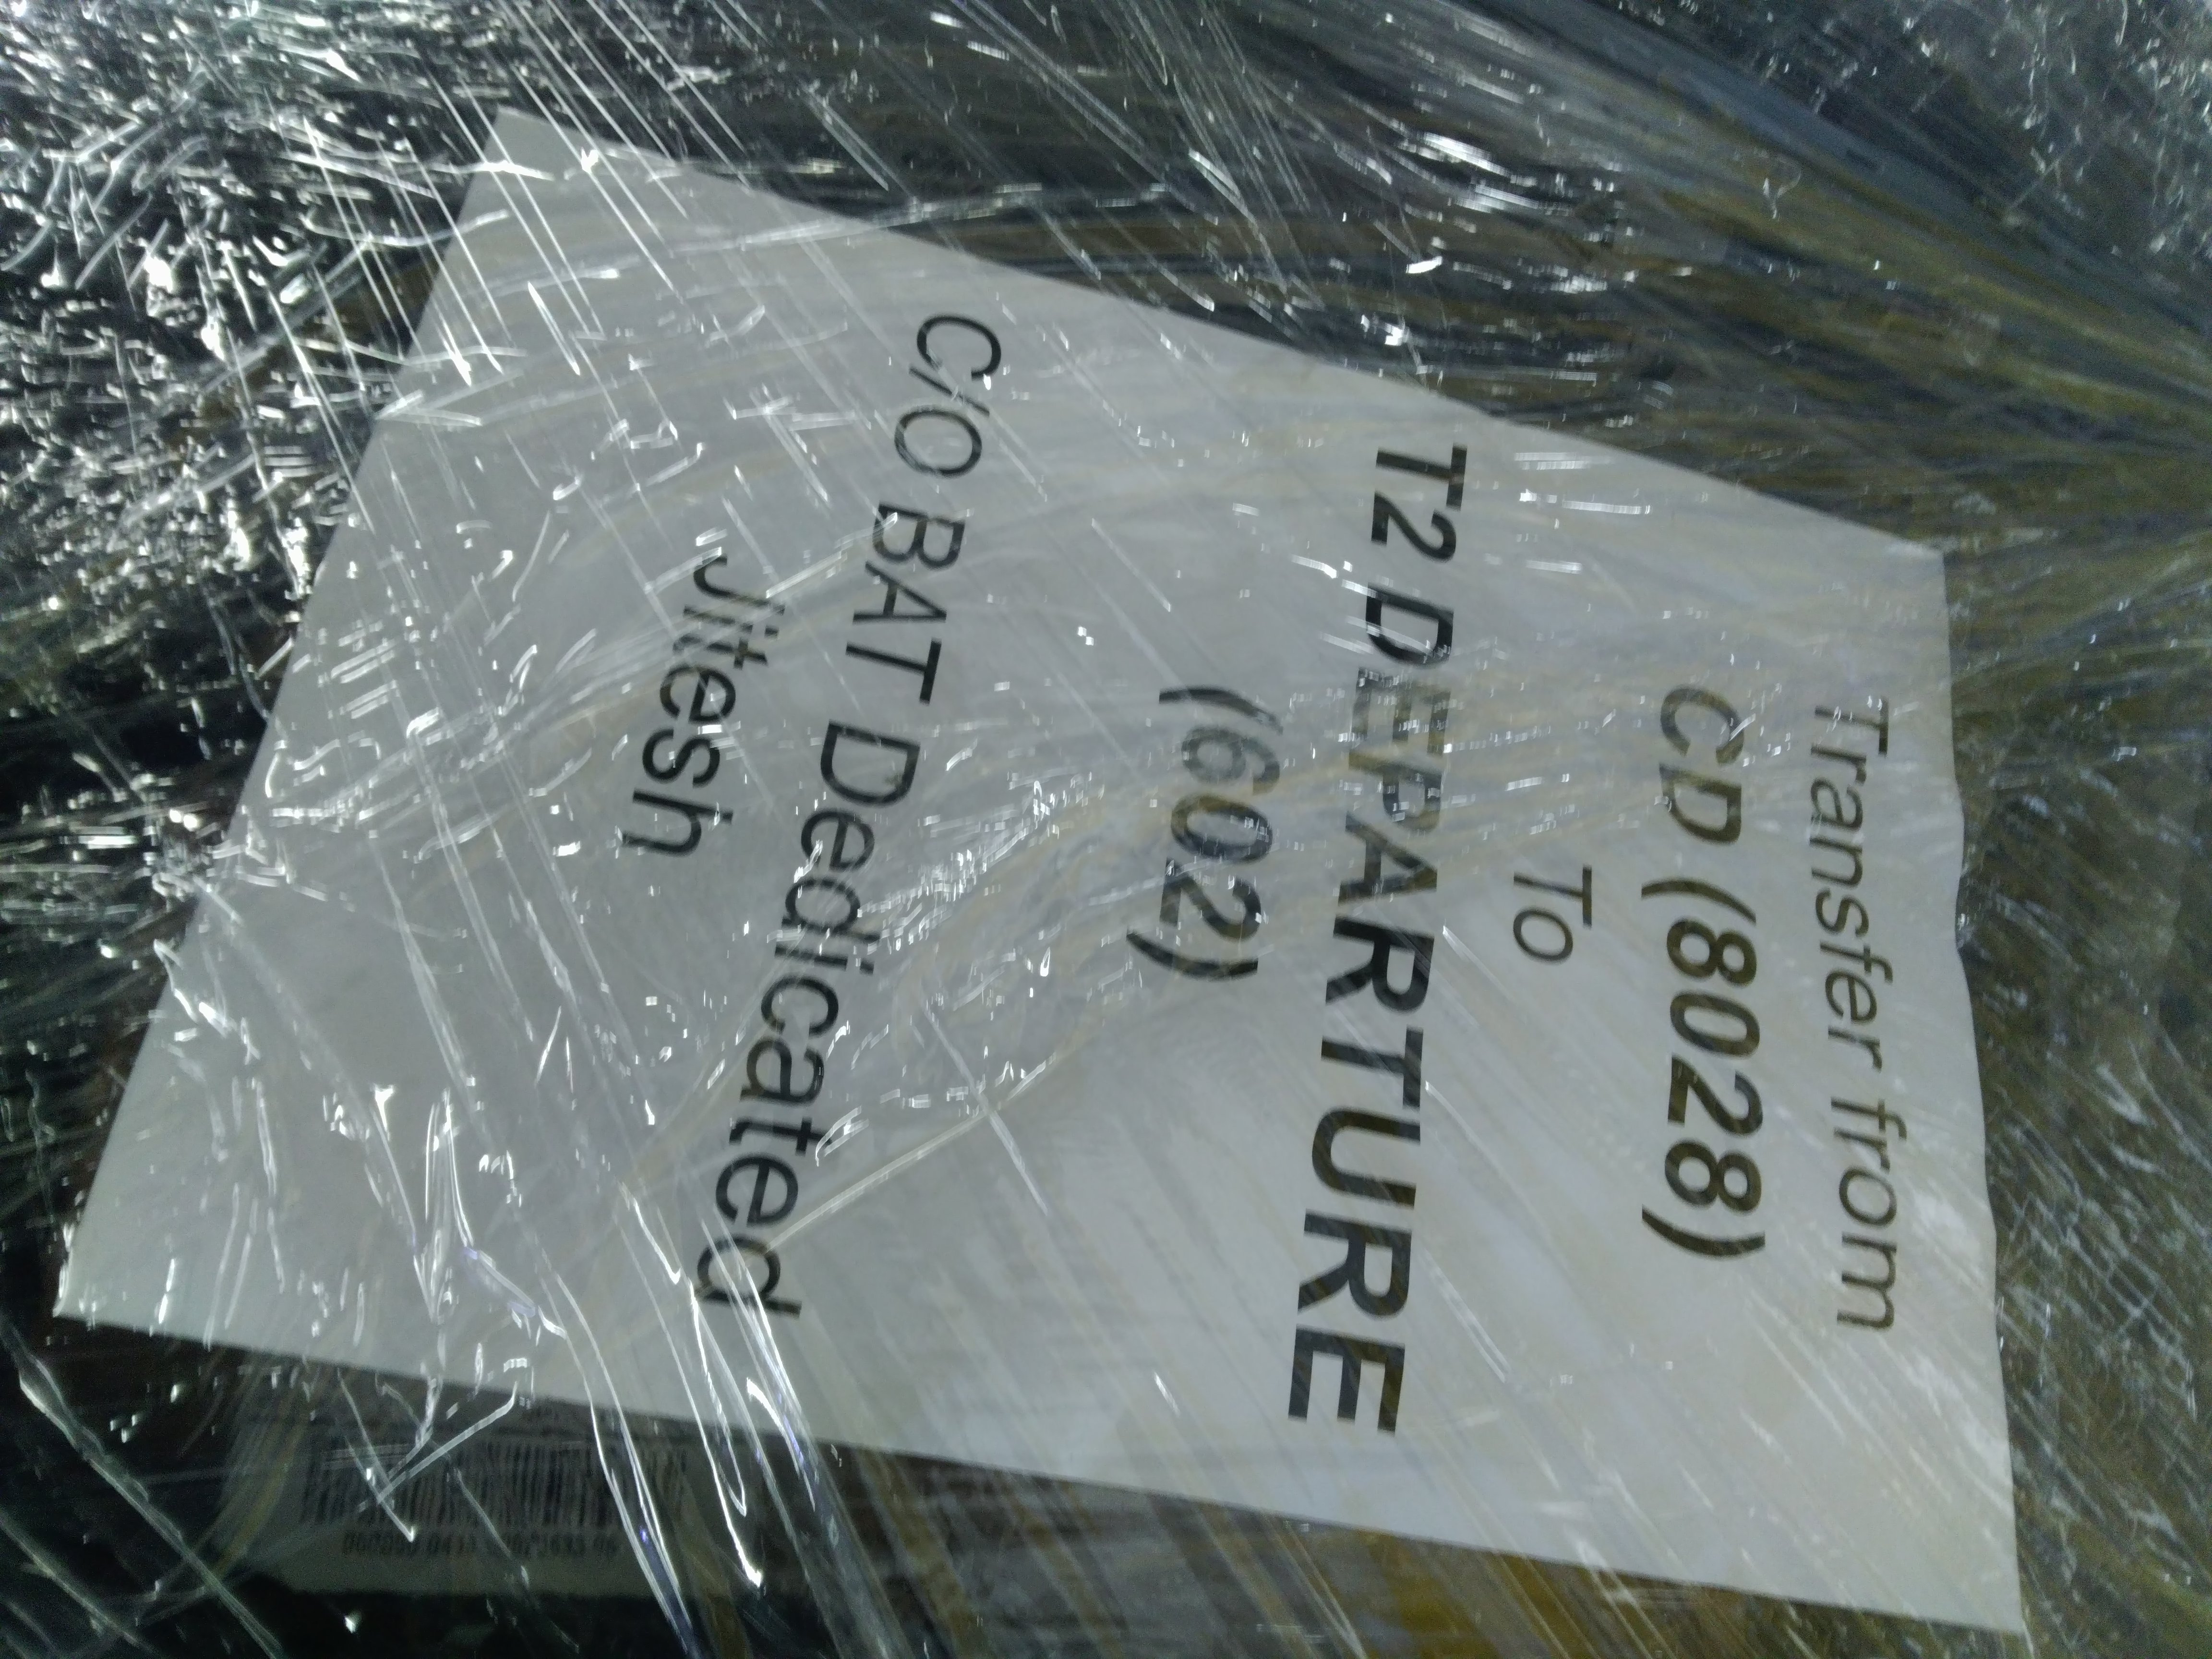 Transfer from
CD (8028)
To
T2 DEPARTURE
(602)
C/O BAT Dedicated
Jitesh